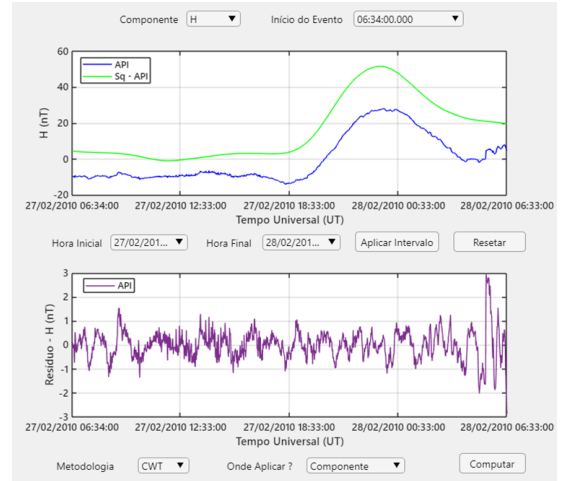 Componente H ▼ Início do Evento 06:34:00.000 ▼
60
API
Sq - API
40
20
0
-20
H (nT)
27/02/2010 06:34:00 27/02/2010 12:33:00 27/02/2010 18:33:00 28/02/2010 00:33:00 28/02/2010 06:33:00
Tempo Universal (UT)
Hora Inicial 27/02/201... ▼ Hora Final 28/02/201... ▼ Aplicar Intervalo Resetar
3
API
2
1
0
-1
-2
-3
Resíduo - H (nT)
27/02/2010 06:34:00 27/02/2010 12:33:00 27/02/2010 18:33:00 28/02/2010 00:33:00 28/02/2010 06:33:00
Tempo Universal (UT)
Metodologia CWT ▼ Onde Aplicar ? Componente ▼ Computar